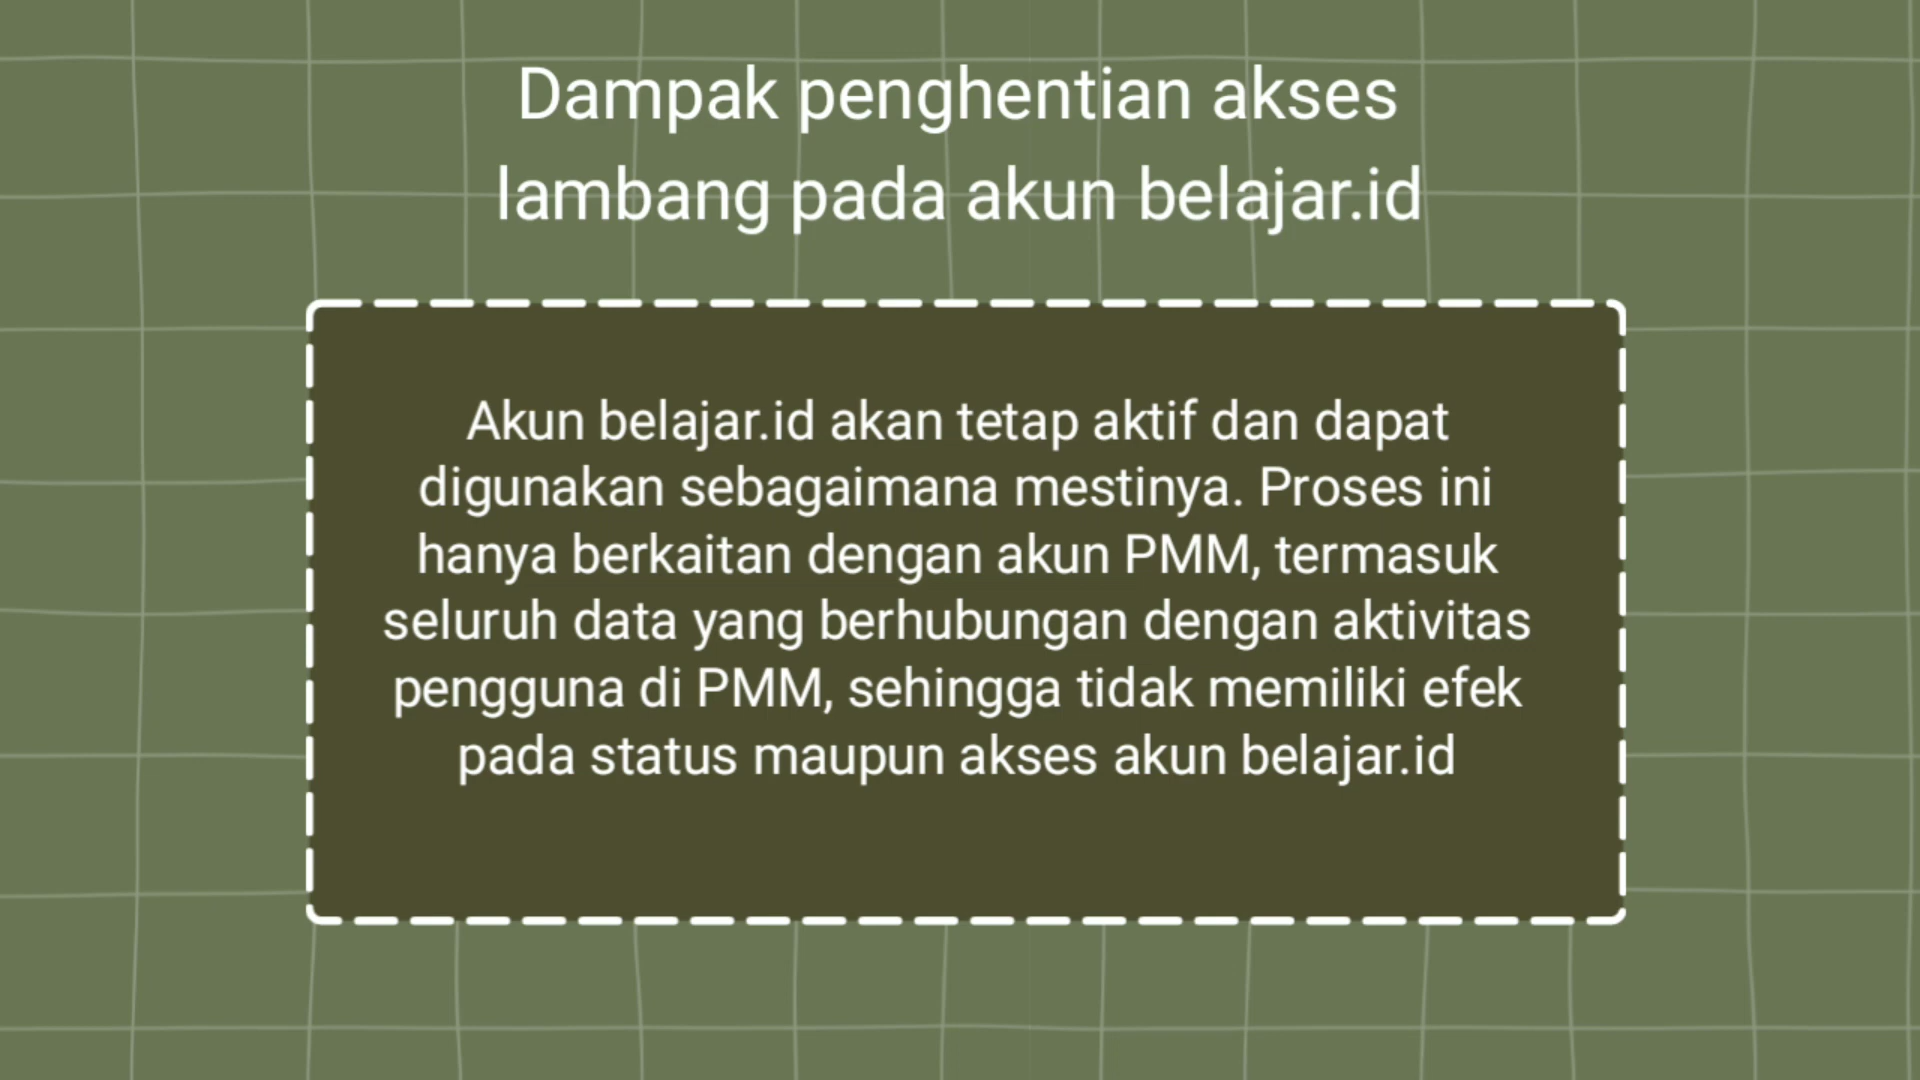 Dampak penghentian akses
lambang pada akun belajar.id
Akun belajar.id akan tetap aktif dan dapat
digunakan sebagaimana mestinya. Proses ini
hanya berkaitan dengan akun PMM, termasuk
seluruh data yang berhubungan dengan aktivitas
pengguna di PMM, sehingga tidak memiliki efek
pada status maupun akses akun belajar.id